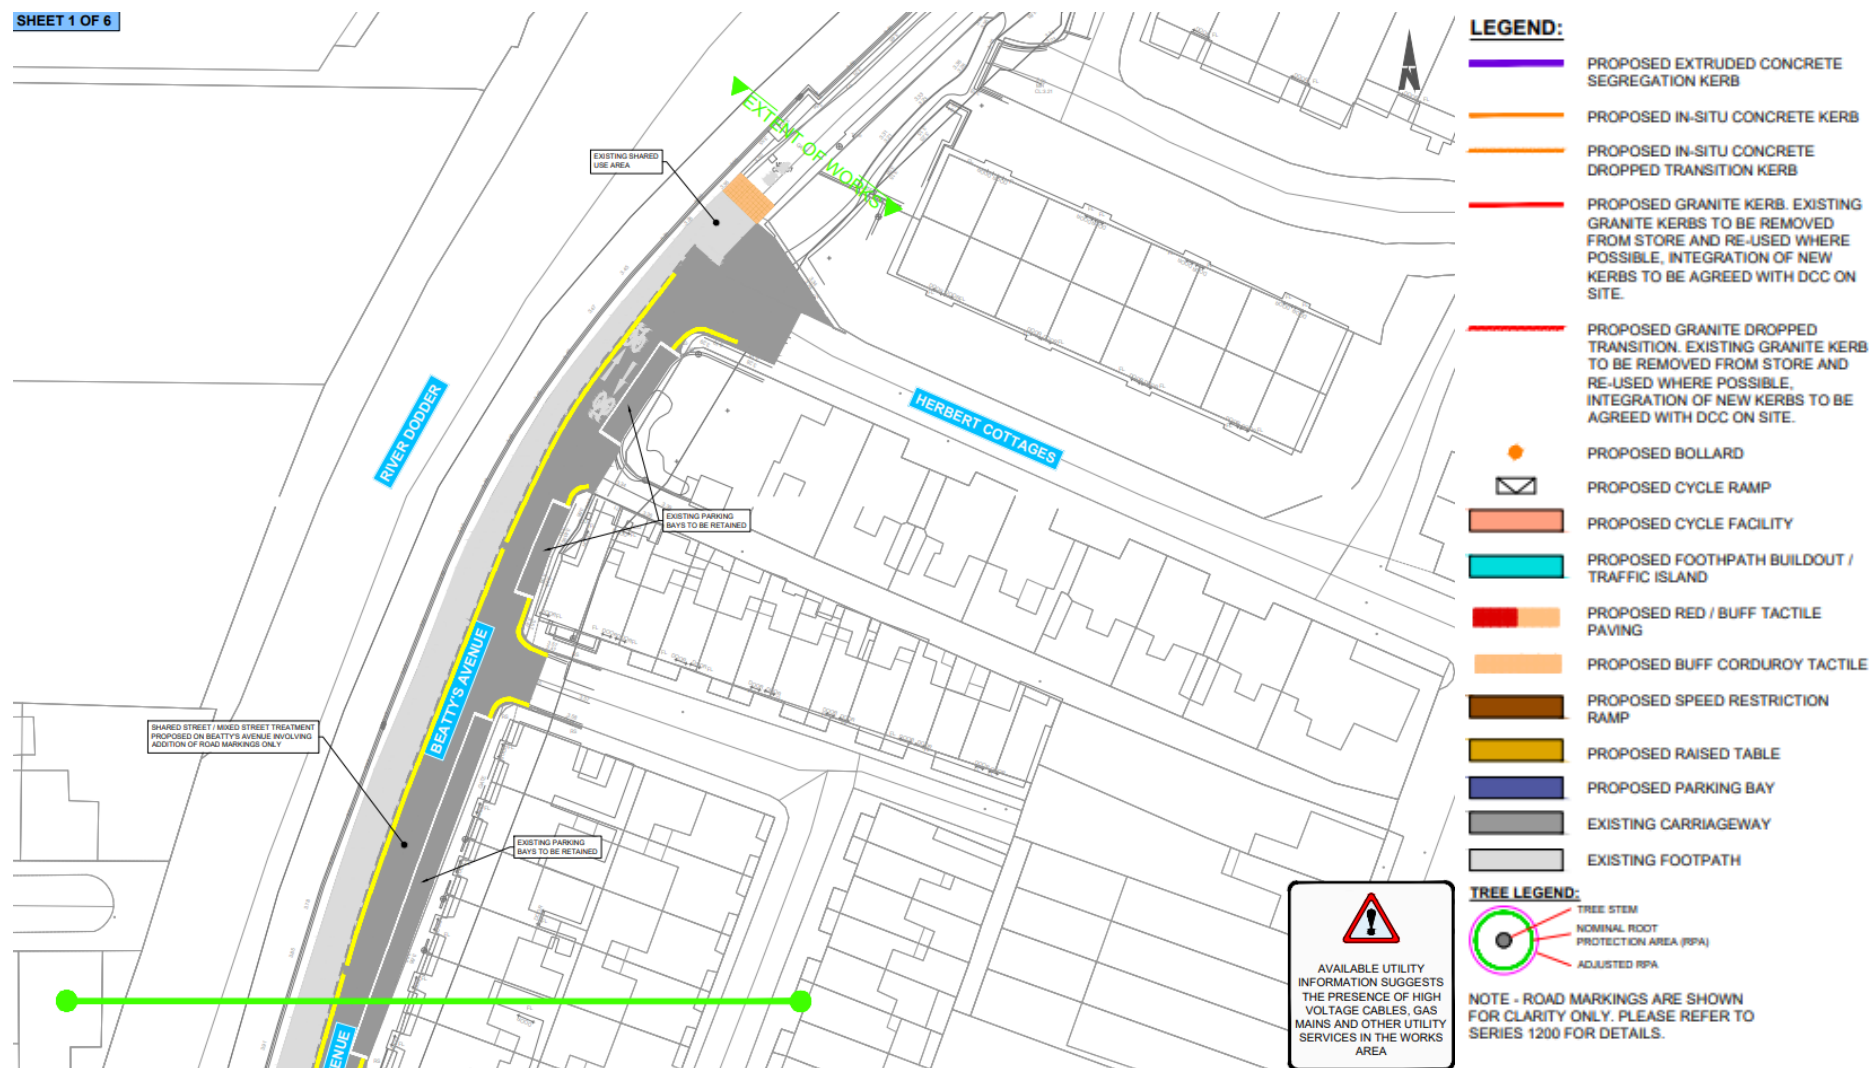 SHEET 1 OF 6
EXTENT OF WORKS
EXISTING SHARED
USE AREA
RIVER DODDER
HERBERT COTTAGES
EXISTING PARKING
BAYS TO BE RETAINED
BEATTY'S AVENUE
SHARED STREET / MIXED STREET TREATMENT
PROPOSED ON BEATTY'S AVENUE INVOLVING
ADDITION OF ROAD MARKINGS ONLY
EXISTING PARKING
BAYS TO BE RETAINED
ENUE
N
AVAILABLE UTILITY
INFORMATION SUGGESTS
THE PRESENCE OF HIGH
VOLTAGE CABLES, GAS
MAINS AND OTHER UTILITY
SERVICES IN THE WORKS
AREA
LEGEND:
PROPOSED EXTRUDED CONCRETE
SEGREGATION KERB
PROPOSED IN-SITU CONCRETE KERB
PROPOSED IN-SITU CONCRETE
DROPPED TRANSITION KERB
PROPOSED GRANITE KERB. EXISTING
GRANITE KERBS TO BE REMOVED
FROM STORE AND RE-USED WHERE
POSSIBLE, INTEGRATION OF NEW
KERBS TO BE AGREED WITH DCC ON
SITE.
PROPOSED GRANITE DROPPED
TRANSITION. EXISTING GRANITE KERB
TO BE REMOVED FROM STORE AND
RE-USED WHERE POSSIBLE,
INTEGRATION OF NEW KERBS TO BE
AGREED WITH DCC ON SITE.
PROPOSED BOLLARD
PROPOSED CYCLE RAMP
PROPOSED CYCLE FACILITY
PROPOSED FOOTPATH BUILDOUT /
TRAFFIC ISLAND
PROPOSED RED / BUFF TACTILE
PAVING
PROPOSED BUFF CORDUROY TACTILE
PROPOSED SPEED RESTRICTION
RAMP
PROPOSED RAISED TABLE
PROPOSED PARKING BAY
EXISTING CARRIAGEWAY
EXISTING FOOTPATH
TREE LEGEND:
TREE STEM
NOMINAL ROOT
PROTECTION AREA (RPA)
ADJUSTED RPA
NOTE - ROAD MARKINGS ARE SHOWN
FOR CLARITY ONLY. PLEASE REFER TO
SERIES 1200 FOR DETAILS.